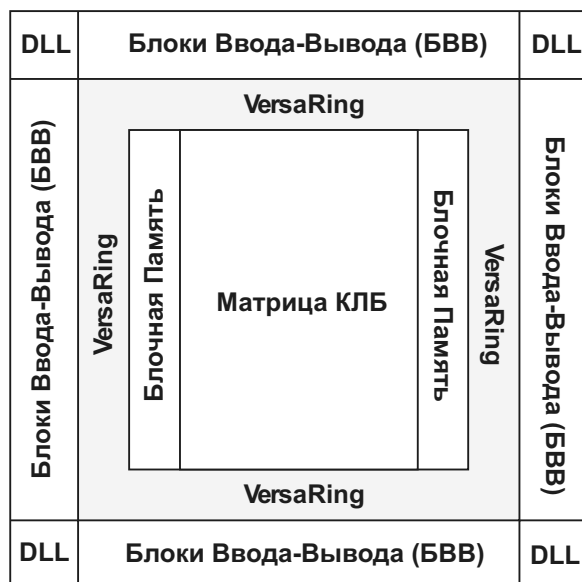 DLL
Блоки Ввода-Вывода (БВВ)
DLL
VersaRing
Блоки Ввода-Вывода (БВВ)
VersaRing
Блочная Память
Матрица КЛБ
Блочная Память
VersaRing
Блоки Ввода-Вывода (БВВ)
VersaRing
DLL
Блоки Ввода-Вывода (БВВ)
DLL